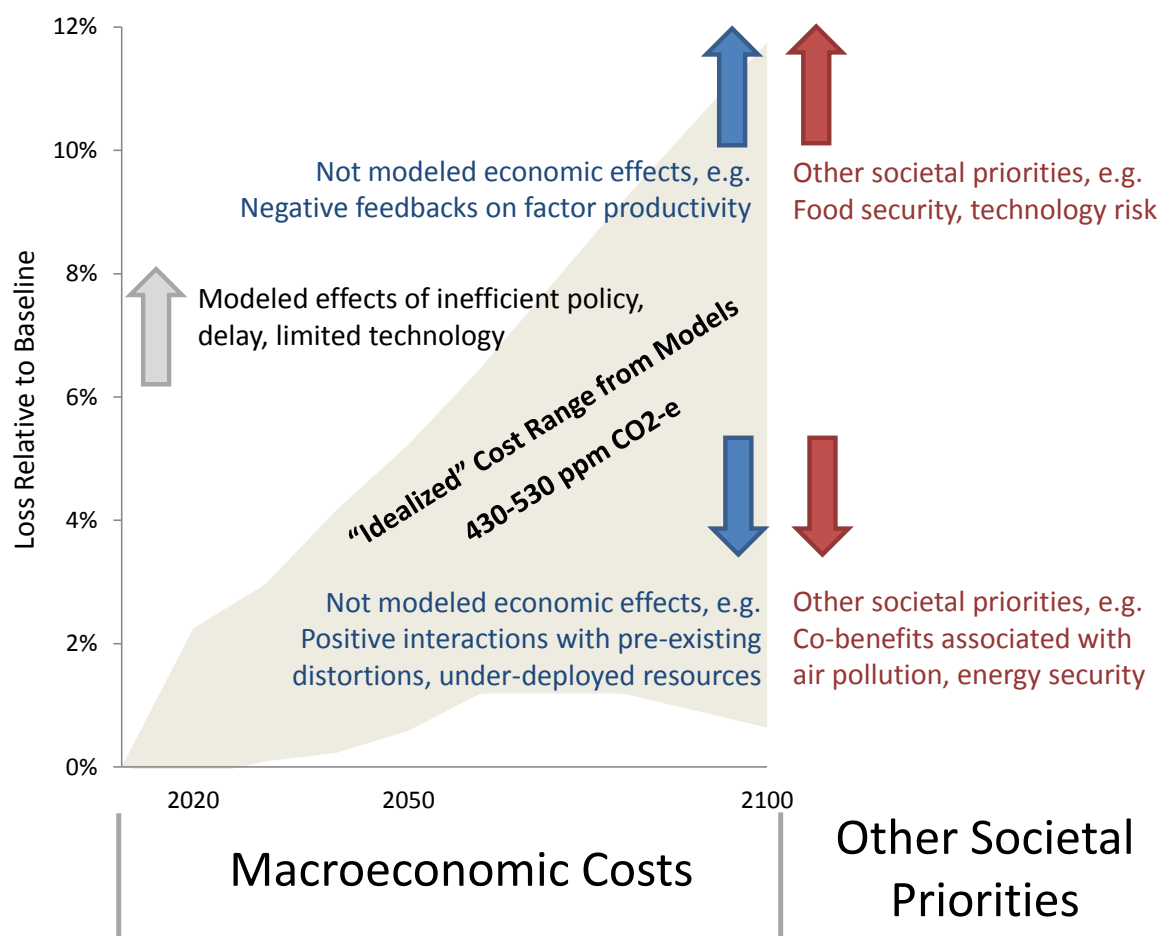 Loss Relative to Baseline
12%
10%
8%
6%
4%
2%
0%
Not modeled economic effects, e.g.
Negative feedbacks on factor productivity
Other societal priorities, e.g.
Food security, technology risk
Modeled effects of inefficient policy,
delay, limited technology
“Idealized” Cost Range from Models
430-530 ppm CO2-e
Not modeled economic effects, e.g.
Positive interactions with pre-existing
distortions, under-deployed resources
Other societal priorities, e.g.
Co-benefits associated with
air pollution, energy security
2020
2050
2100
Macroeconomic Costs
Other Societal
Priorities